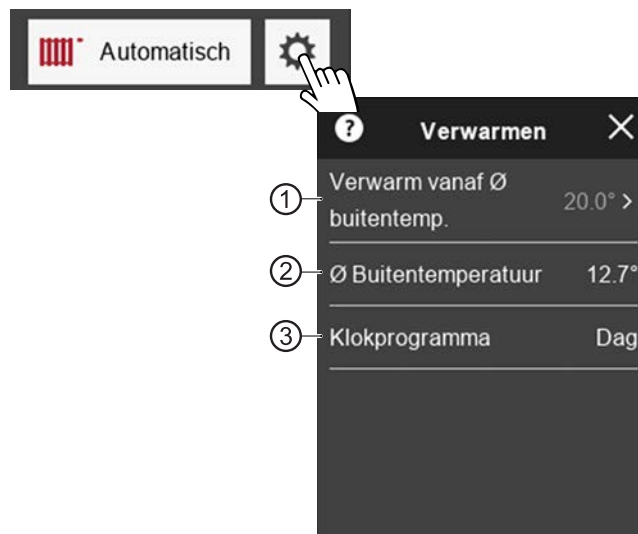 Automatisch
? Verwarmen
① Verwarm vanaf Ø
buitentemp. 20.0° >
② Ø Buitentemperatuur 12.7°
③ Klokprogramma Dag